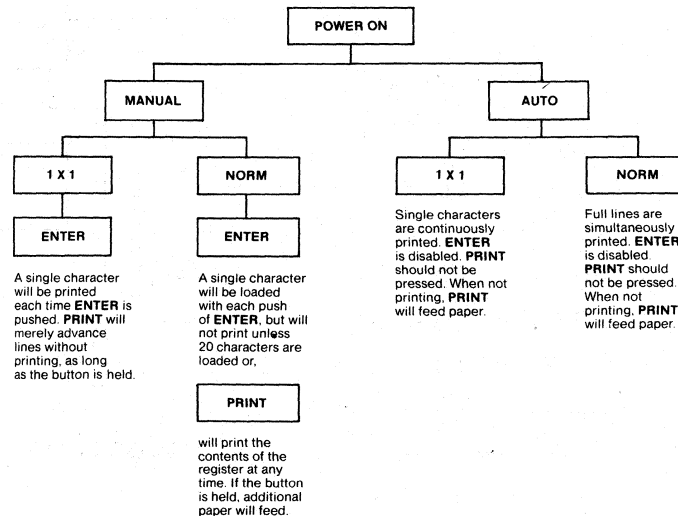 POWER ON
MANUAL
AUTO
1 X 1
NORM
1 X 1
NORM
ENTER
ENTER
A single character
will be printed
each time ENTER is
pushed. PRINT will
merely advance
lines without
printing, as long
as the button is held.
A single character
will be loaded
with each push
of ENTER, but will
not print unless
20 characters are
loaded or,
PRINT
will print the
contents of the
register at any
time. If the button
is held, additional
paper will feed.
Single characters
are continuously
printed. ENTER
is disabled. PRINT
should not be
pressed. When not
printing, PRINT
will feed paper.
Full lines are
simultaneously
printed. ENTER
is disabled.
PRINT should
not be pressed.
When not
printing, PRINT
will feed paper.